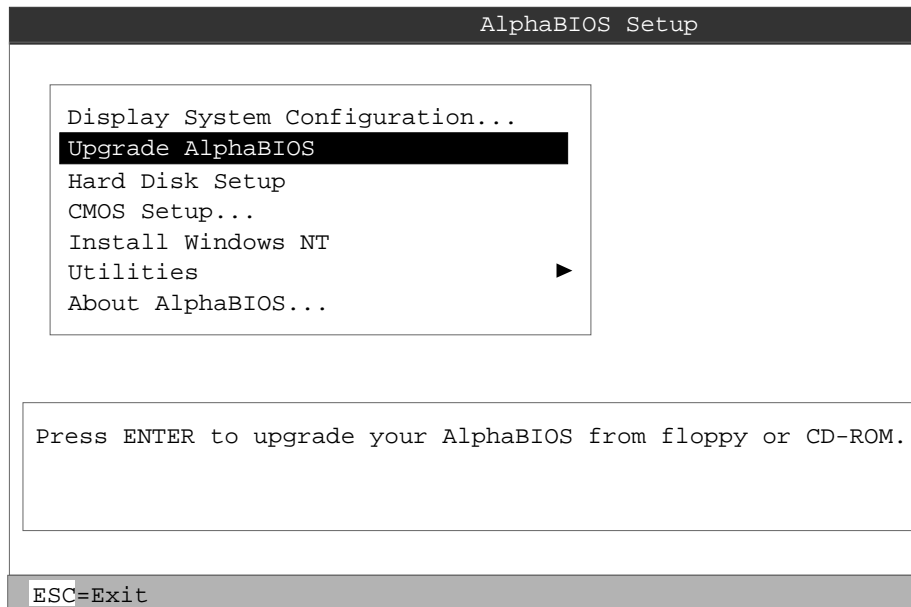 AlphaBIOS Setup
Display System Configuration...
Upgrade AlphaBIOS
Hard Disk Setup
CMOS Setup...
Install Windows NT
Utilities
About AlphaBIOS...
Press ENTER to upgrade your AlphaBIOS from floppy or CD-ROM.
ESC=Exit